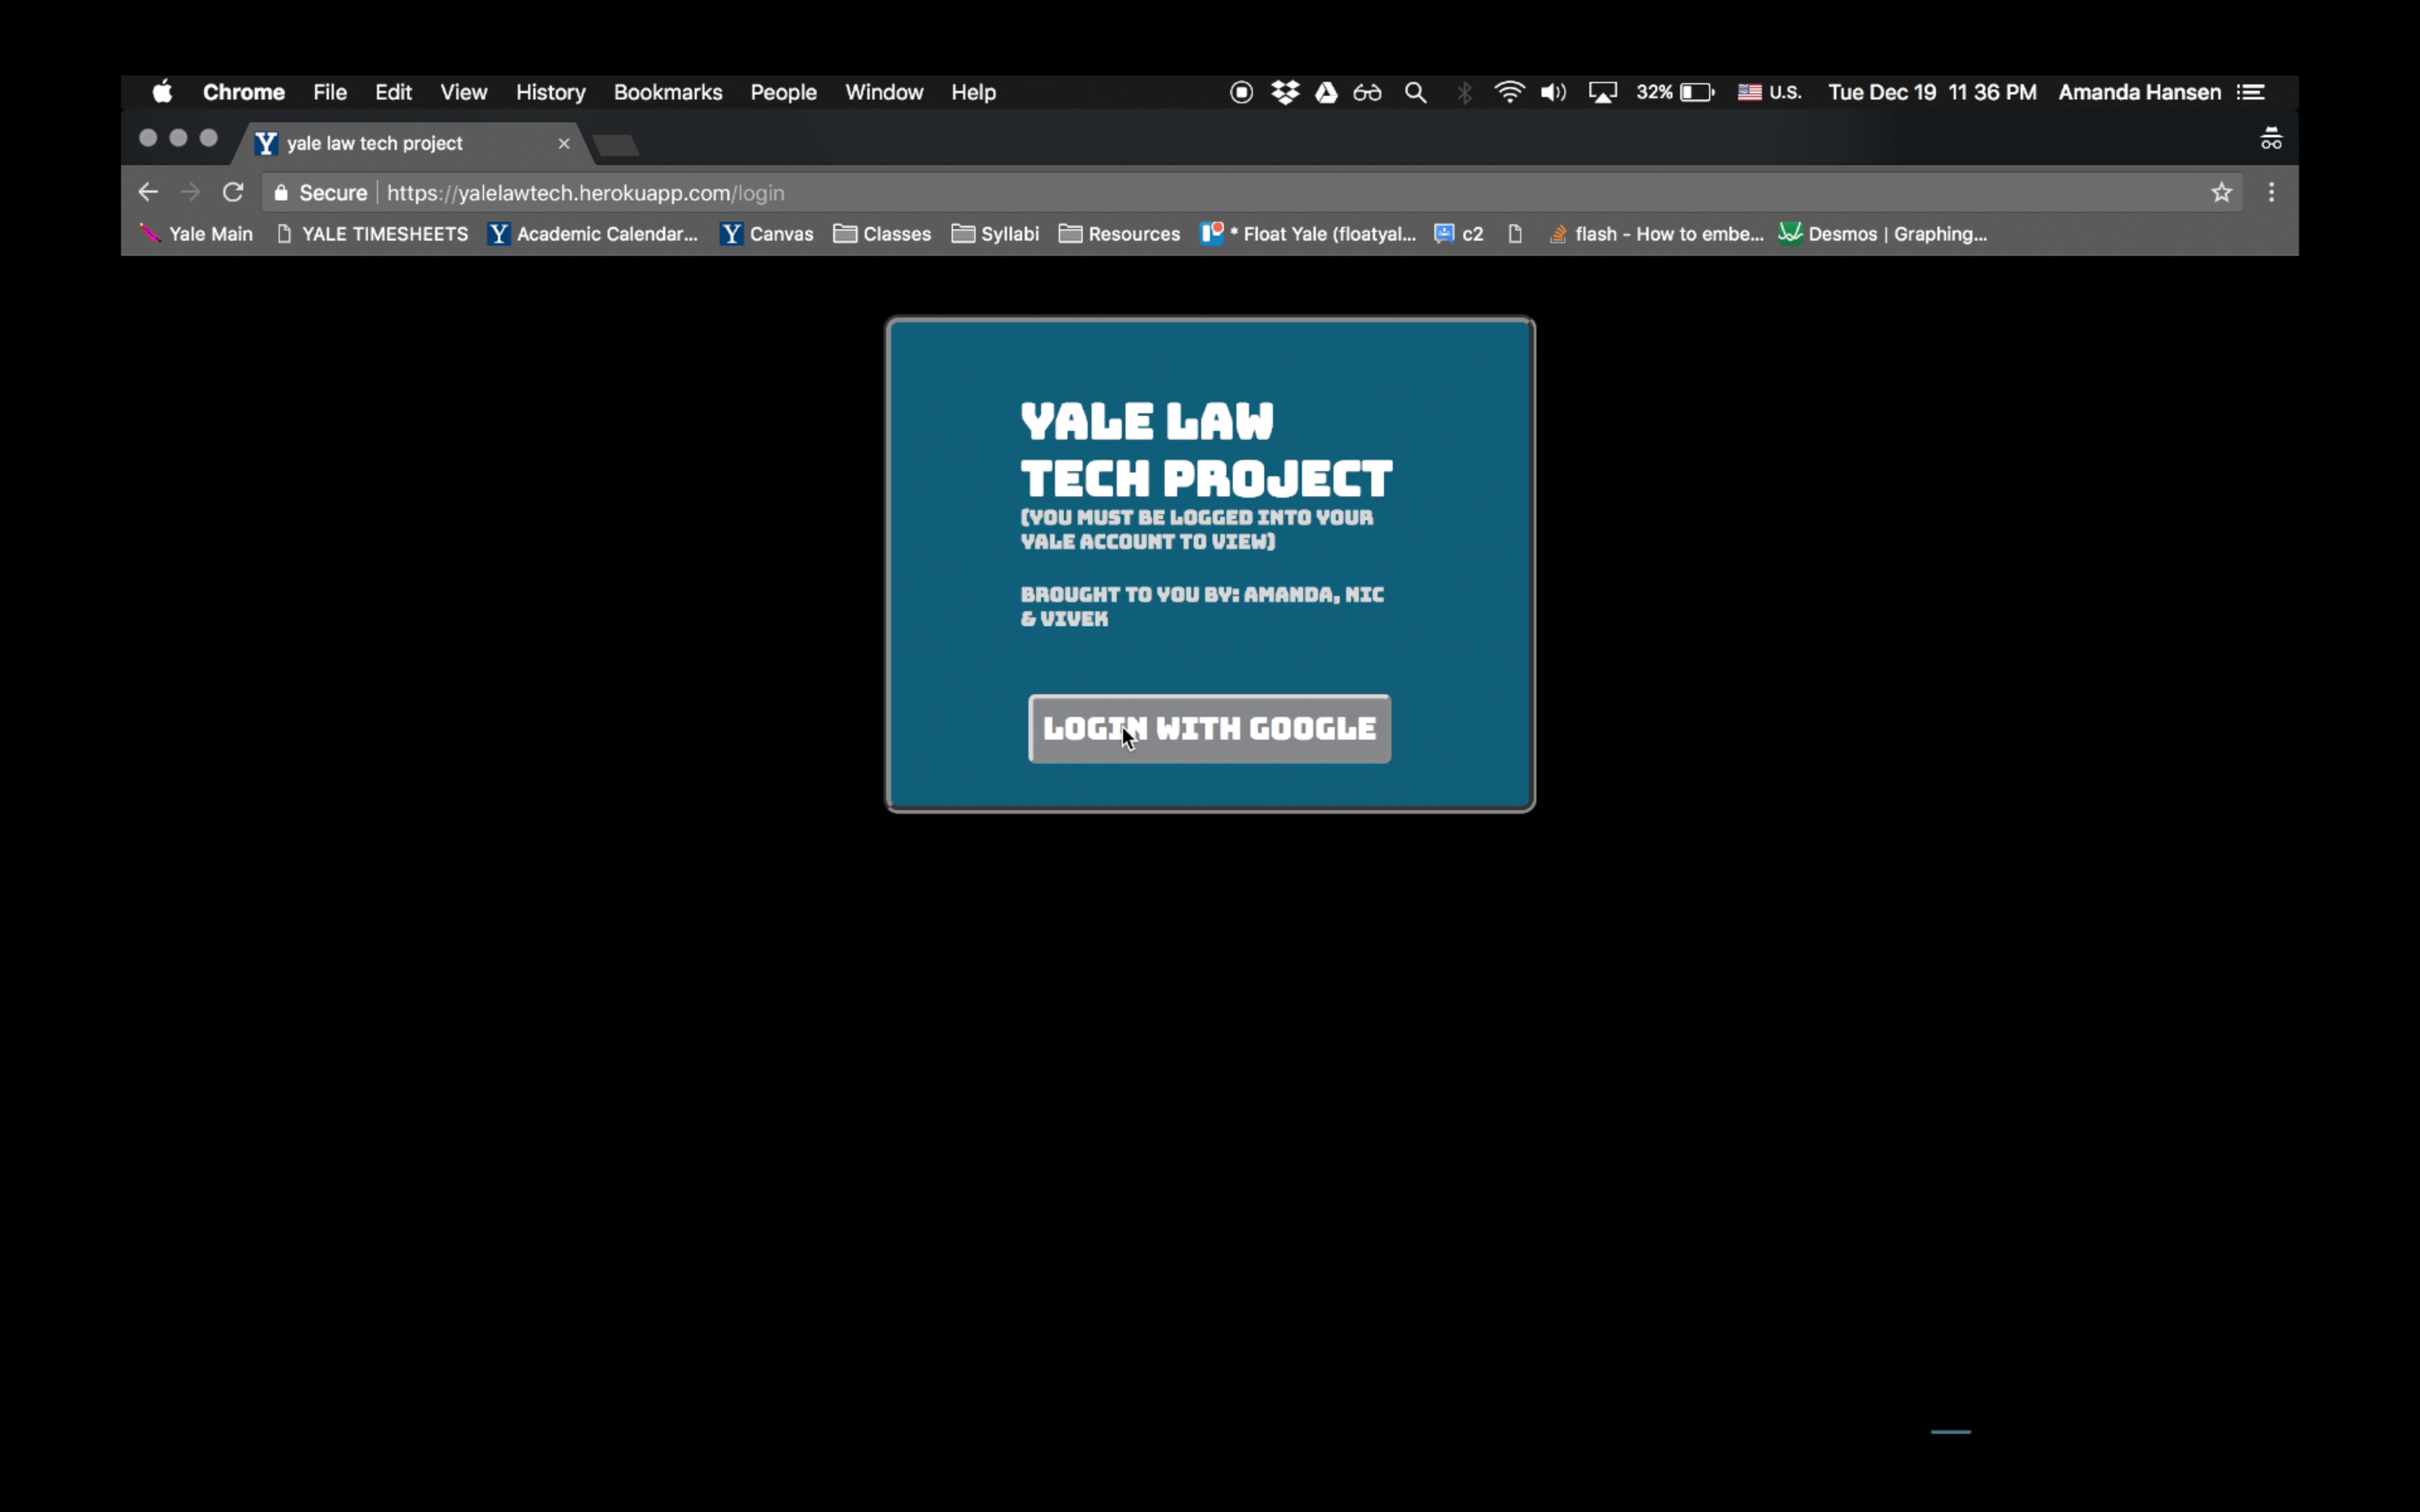 Chrome File Edit View History Bookmarks People Window Help 32% U.S. Tue Dec 19 11 36 PM Amanda Hansen
Y yale law tech project
Secure https://yalelawtech.herokuapp.com/login
Yale Main YALE TIMESHEETS Y Academic Calendar... Y Canvas Classes Syllabi Resources * Float Yale (floatyal... c2 flash - How to embe... Desmos | Graphing...
YALE LAW
TECH PROJECT
(YOU MUST BE LOGGED INTO YOUR
YALE ACCOUNT TO VIEW)
BROUGHT TO YOU BY: AMANDA, NIC
& VIVEK
LOGIN WITH GOOGLE